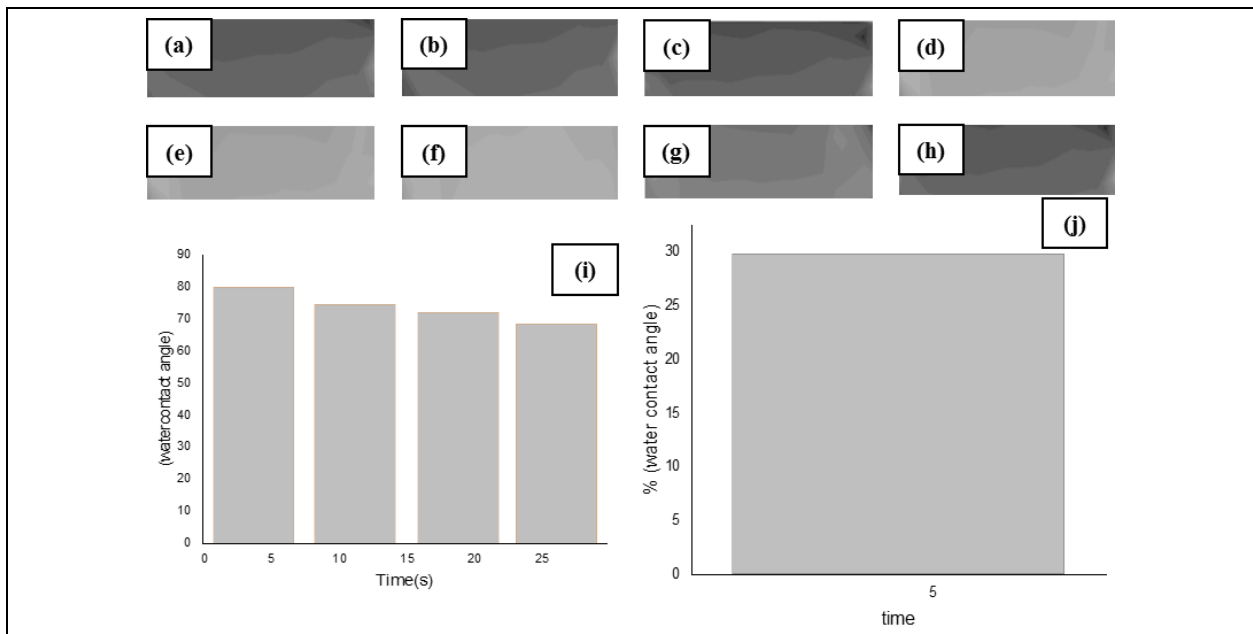 (a)
(b)
(c)
(d)
(e)
(f)
(g)
(h)
(i)
(watercontact angle)
90
80
70
60
50
40
30
20
10
0
0 5 10 15 20 25
Time(s)
(j)
% (water contact angle)
30
25
20
15
10
5
0
5
time